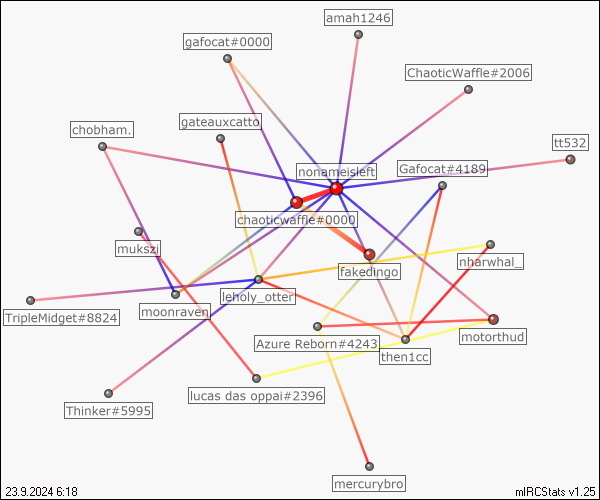 amah1246
gafocat#0000
ChaoticWaffle#2006
gateauxcatto
chobham.
tt532
nonameisleft
Gafocat#4189
chaoticwaffle#0000
mukszi
nharwhal_
fakedingo
leholy_otter
moonraven
TripleMidget#8824
motorthud
Azure Reborn#4243
then1cc
lucas das oppai#2396
Thinker#5995
mercurybro
23.9.2024 6:18
mIRCStats v1.25